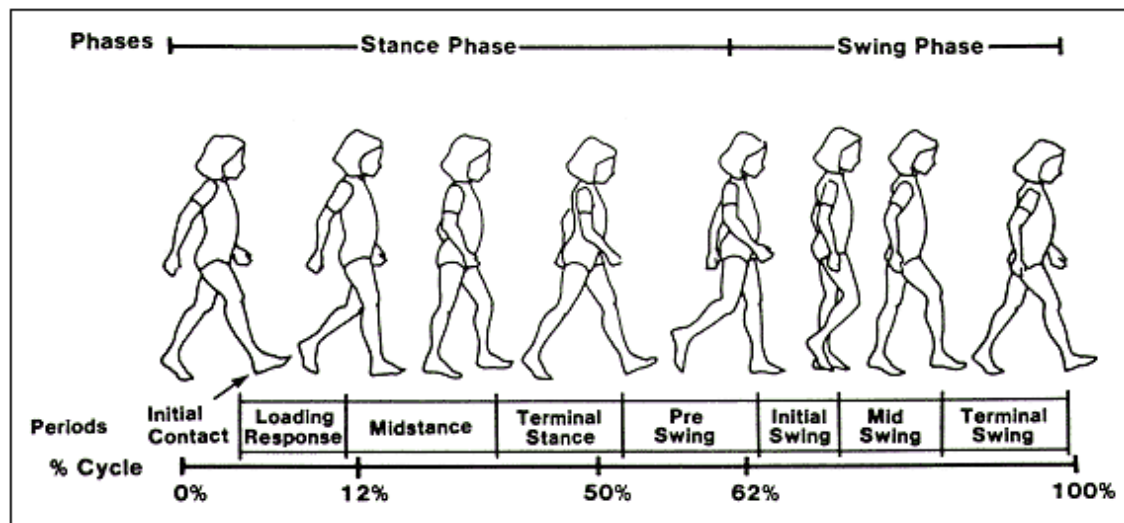 Phases Stance Phase Swing Phase
Periods Initial Contact Loading Response Midstance Terminal Stance Pre Swing Initial Swing Mid Swing Terminal Swing
% Cycle
0% 12% 50% 62% 100%